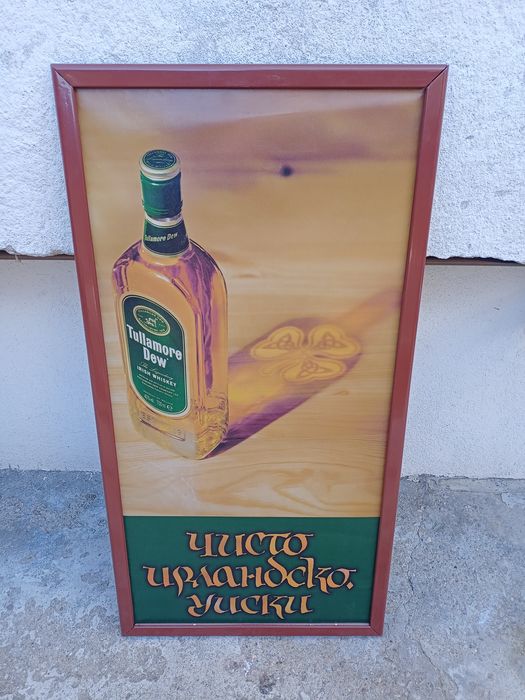 Tullamore Dew
Tullamore
Dew
IRISH WHISKEY
ЧИСТО
ИРЛАНДСКО.
УИСКИ